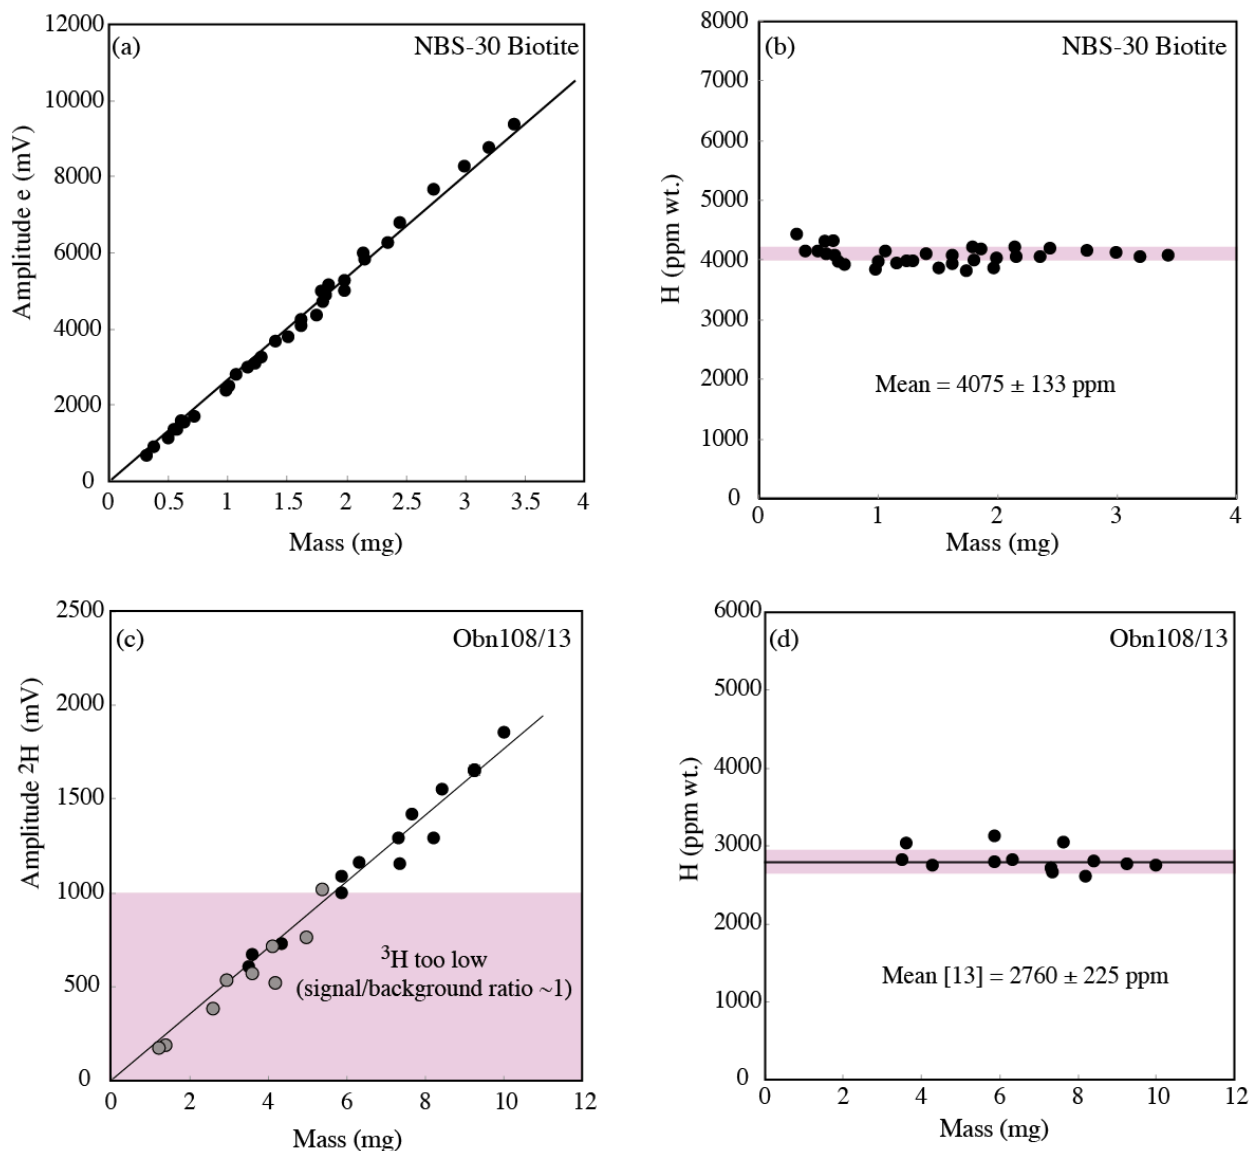 (a) NBS-30 Biotite
12000
10000
8000
6000
4000
2000
0
Amplitude e (mV)
0 0.5 1 1.5 2 2.5 3 3.5 4
Mass (mg)
(b) NBS-30 Biotite
8000
7000
6000
5000
4000
3000
2000
1000
0
H (ppm wt.)
Mean = 4075 ± 133 ppm
0 1 2 3 4
Mass (mg)
(c) Obn108/13
2500
2000
1500
1000
500
0
Amplitude ²H (mV)
³H too low
(signal/background ratio ~1)
0 2 4 6 8 10 12
Mass (mg)
(d) Obn108/13
6000
5000
4000
3000
2000
1000
0
H (ppm wt.)
Mean [13] = 2760 ± 225 ppm
0 2 4 6 8 10 12
Mass (mg)